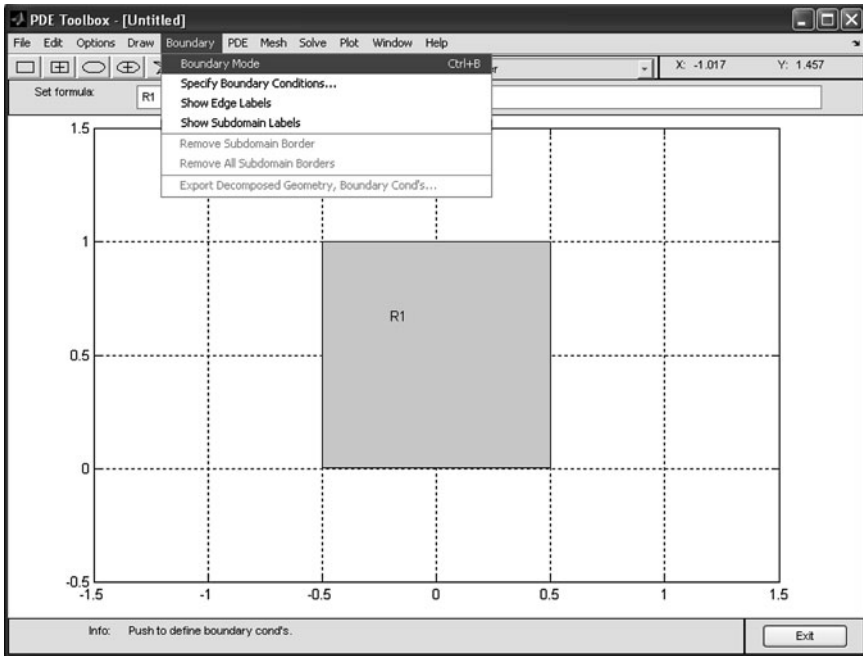 PDE Toolbox - [Untitled]
File Edit Options Draw Boundary PDE Mesh Solve Plot Window Help
Boundary Mode Ctrl+B
X: -1.017 Y: 1.457
Specify Boundary Conditions...
Set formula: R1
Show Edge Labels
Show Subdomain Labels
Remove Subdomain Border
Remove All Subdomain Borders
Export Decomposed Geometry, Boundary Cond's...
1.5
1
R1
0.5
0
-0.5
-1.5 -1 -0.5 0 0.5 1 1.5
Info: Push to define boundary cond's.
Exit